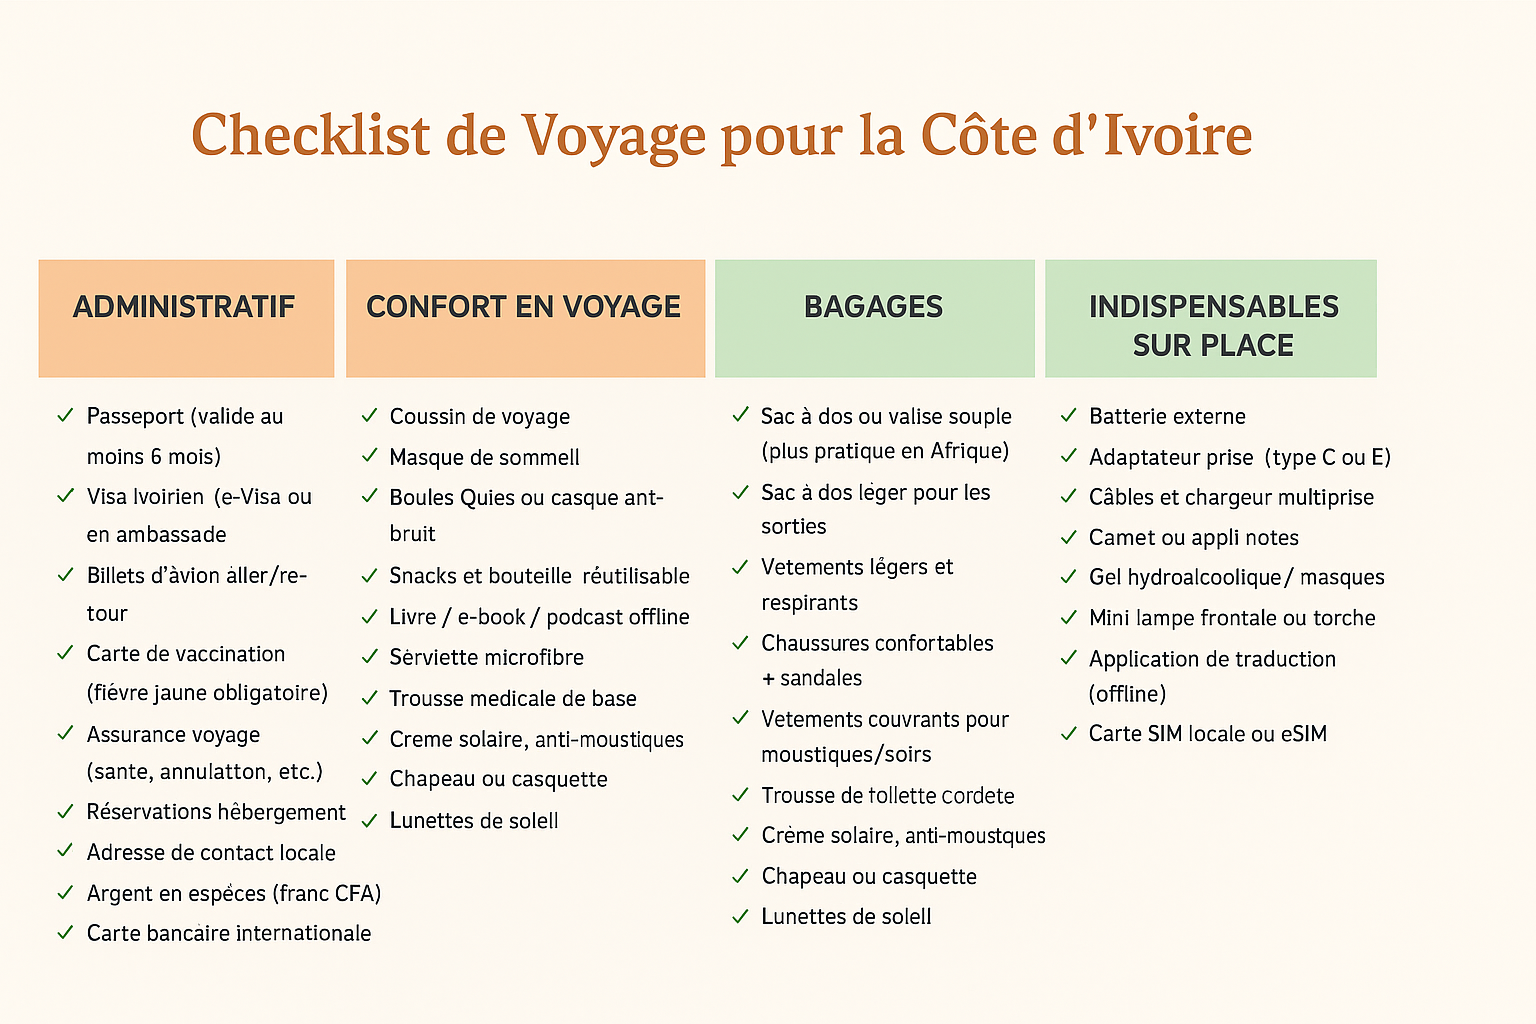 Checklist de Voyage pour la Côte d'Ivoire
ADMINISTRATIF
Passeport (valide au
moins 6 mois)
Visa Ivoirien (e-Visa ou
en ambassade
Billets d'àvion äller/re-
tour
Carte de vaccination
(fiévre jaune obligatoire)
Assurance voyage
(sante, annulatton, etc.)
Réservations hêbergement
Adresse de contact locale
Argent en espéces (franc CFA)
Carte bancaire internationale
CONFORT EN VOYAGE
Coussin de voyage
Masque de sommell
Boules Quies ou casque ant-
bruit
Snacks et bouteille réutilisable
Livre / e-book / podcast offline
Sėrviette microfibre
Trousse medicale de base
Creme solaire, anti-moustiques
Chapeau ou casquette
Lunettes de solell
BAGAGES
Sac à dos ou valise souple
(plus pratique en Afrique)
Sac à dos léger pour les
sorties
Vetements légers et
respirants
Chaussures confortables
+ sandales
Vetements couvrants pour
moustiques/soirs
Trousse de tollette cordete
Crème solaire, anti-moustques
Chapeau ou casquette
Lunettes de solell
INDISPENSABLES
SUR PLACE
Batterie externe
Adaptateur prise (type C ou E)
Câbles et chargeur multiprise
Camet ou appli notes
Gel hydroalcoolique / masques
Mini lampe frontale ou torche
Application de traduction
(offline)
Carte SIM locale ou eSIM